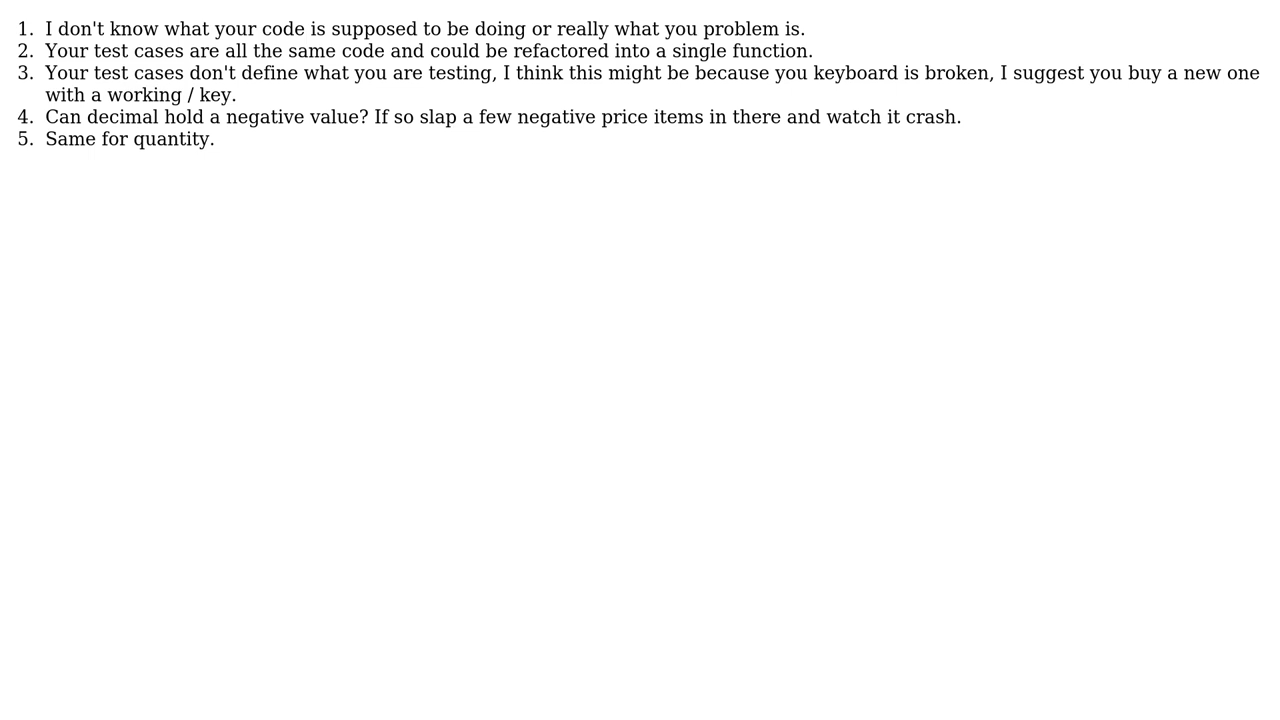 1. I don't know what your code is supposed to be doing or really what you problem is.
2. Your test cases are all the same code and could be refactored into a single function.
3. Your test cases don't define what you are testing, I think this might be because you keyboard is broken, I suggest you buy a new one
with a working / key.
4. Can decimal hold a negative value? If so slap a few negative price items in there and watch it crash.
5. Same for quantity.